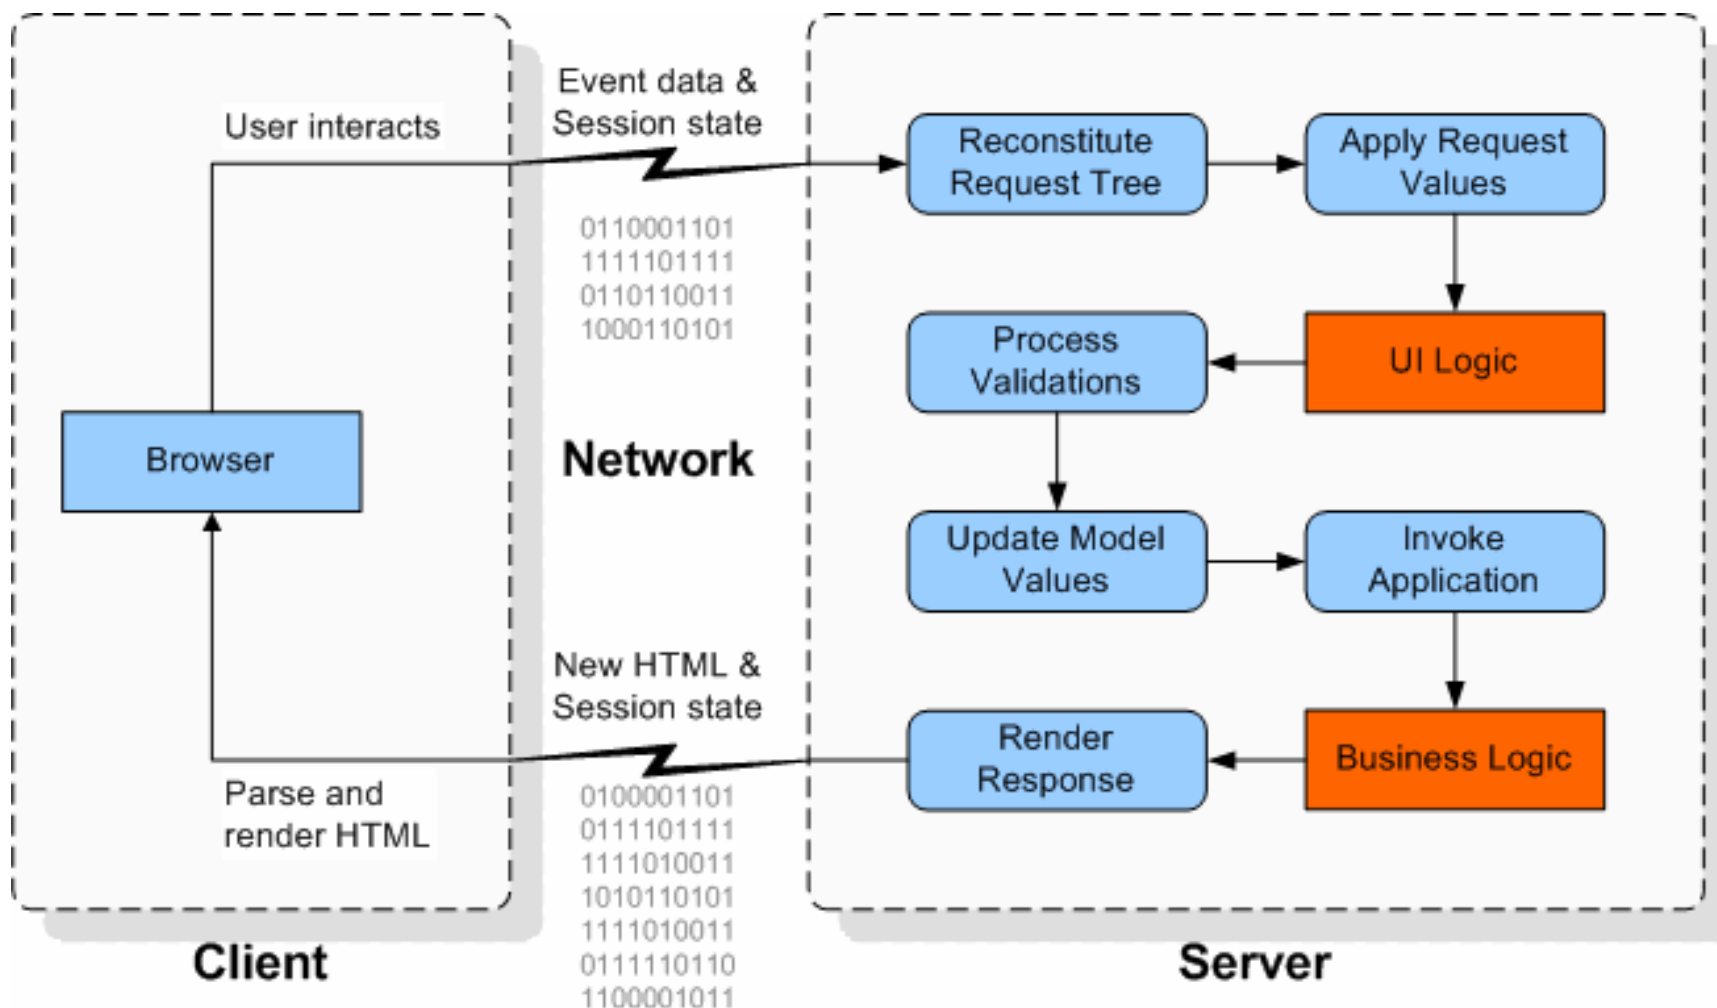 User interacts
Event data &
Session state
0110001101
1111101111
0110110011
1000110101
Reconstitute
Request Tree
Apply Request
Values
UI Logic
Process
Validations
Browser
Network
Update Model
Values
Invoke
Application
Business Logic
Render
Response
New HTML &
Session state
0100001101
0111101111
1111010011
1010110101
1111010011
0111110110
1100001011
Parse and
render HTML
Client
Server